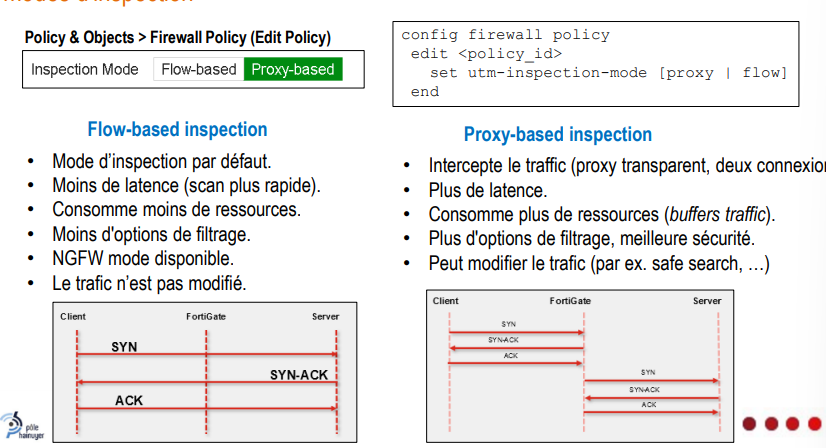 modes d'inspection
Policy & Objects > Firewall Policy (Edit Policy)
Inspection Mode Flow-based Proxy-based
config firewall policy
edit <policy_id>
set utm-inspection-mode [proxy | flow]
end
Flow-based inspection
• Mode d'inspection par défaut.
• Moins de latence (scan plus rapide).
• Consomme moins de ressources.
• Moins d'options de filtrage.
• NGFW mode disponible.
• Le trafic n'est pas modifié.
Client FortiGate Server
SYN
SYN-ACK
ACK
Proxy-based inspection
• Intercepte le traffic (proxy transparent, deux connexion
• Plus de latence.
• Consomme plus de ressources (buffers traffic).
• Plus d'options de filtrage, meilleure sécurité.
• Peut modifier le trafic (par ex. safe search, …)
Client FortiGate Server
SYN
SYN-ACK
ACK
SYN
SYN-ACK
ACK
pôle
hainuyer